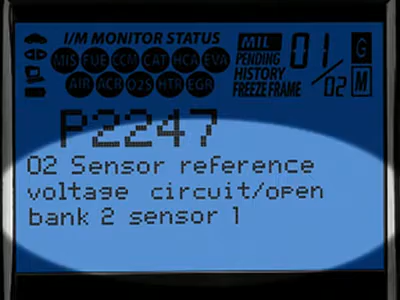 I/M MONITOR STATUS
MIS FUE CCM CAT HCA EVA
AIR ACR O2S HTR EGR
MIL
PENDING
HISTORY
FREEZE FRAME
01/02
G
M
P2247
O2 Sensor reference
voltage circuit/open
bank 2 sensor 1